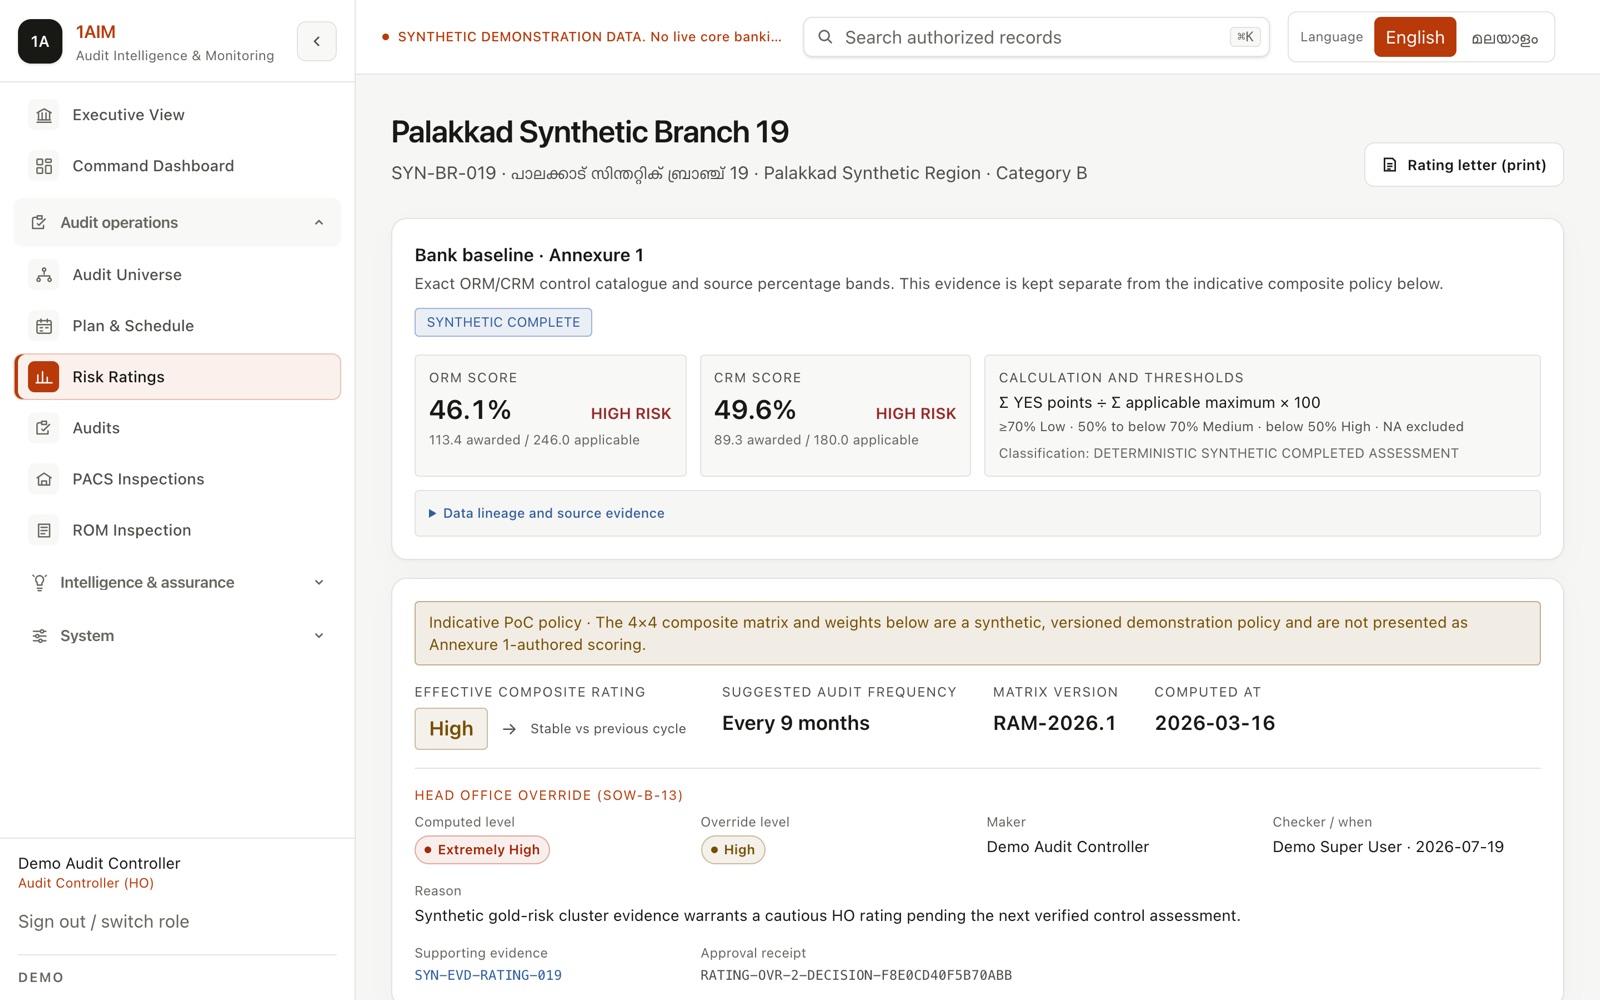 1A
1AIM
Audit Intelligence & Monitoring
Executive View
Command Dashboard
Audit operations
Audit Universe
Plan & Schedule
Risk Ratings
Audits
PACS Inspections
ROM Inspection
Intelligence & assurance
System
Demo Audit Controller
Audit Controller (HO)
Sign out / switch role
DEMO
SYNTHETIC DEMONSTRATION DATA. No live core banki...
Search authorized records
⌘K
Language
English
മലയാളം
Palakkad Synthetic Branch 19
SYN-BR-019 · പാലക്കാട് സിന്തറ്റിക് ബ്രാഞ്ച് 19 · Palakkad Synthetic Region · Category B
Rating letter (print)
Bank baseline · Annexure 1
Exact ORM/CRM control catalogue and source percentage bands. This evidence is kept separate from the indicative composite policy below.
SYNTHETIC COMPLETE
ORM SCORE
46.1% HIGH RISK
113.4 awarded / 246.0 applicable
CRM SCORE
49.6% HIGH RISK
89.3 awarded / 180.0 applicable
CALCULATION AND THRESHOLDS
Σ YES points ÷ Σ applicable maximum × 100
≥70% Low · 50% to below 70% Medium · below 50% High · NA excluded
Classification: DETERMINISTIC SYNTHETIC COMPLETED ASSESSMENT
Data lineage and source evidence
Indicative PoC policy · The 4×4 composite matrix and weights below are a synthetic, versioned demonstration policy and are not presented as
Annexure 1-authored scoring.
EFFECTIVE COMPOSITE RATING
High → Stable vs previous cycle
SUGGESTED AUDIT FREQUENCY
Every 9 months
MATRIX VERSION
RAM-2026.1
COMPUTED AT
2026-03-16
HEAD OFFICE OVERRIDE (SOW-B-13)
Computed level
Extremely High
Override level
High
Maker
Demo Audit Controller
Checker / when
Demo Super User · 2026-07-19
Reason
Synthetic gold-risk cluster evidence warrants a cautious HO rating pending the next verified control assessment.
Supporting evidence
SYN-EVD-RATING-019
Approval receipt
RATING-OVR-2-DECISION-F8E0CD40F5B70ABB